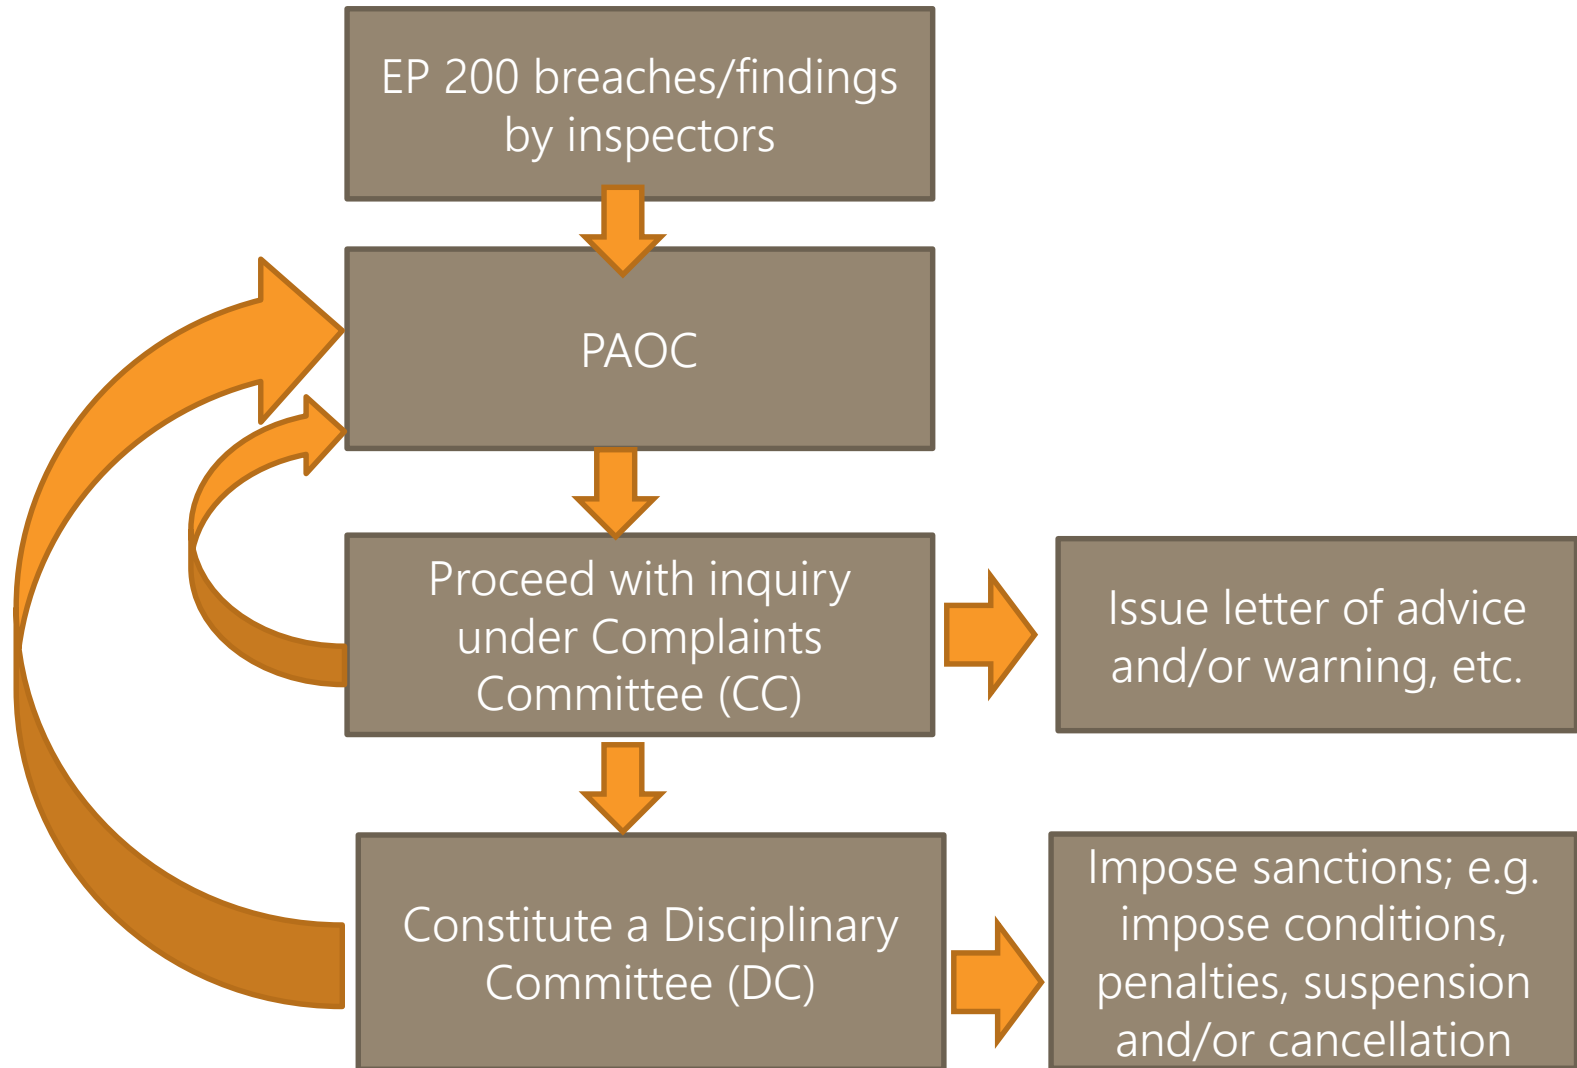 EP 200 breaches/findings
by inspectors
PAOC
Proceed with inquiry
under Complaints
Committee (CC)
Issue letter of advice
and/or warning, etc.
Constitute a Disciplinary
Committee (DC)
Impose sanctions; e.g.
impose conditions,
penalties, suspension
and/or cancellation